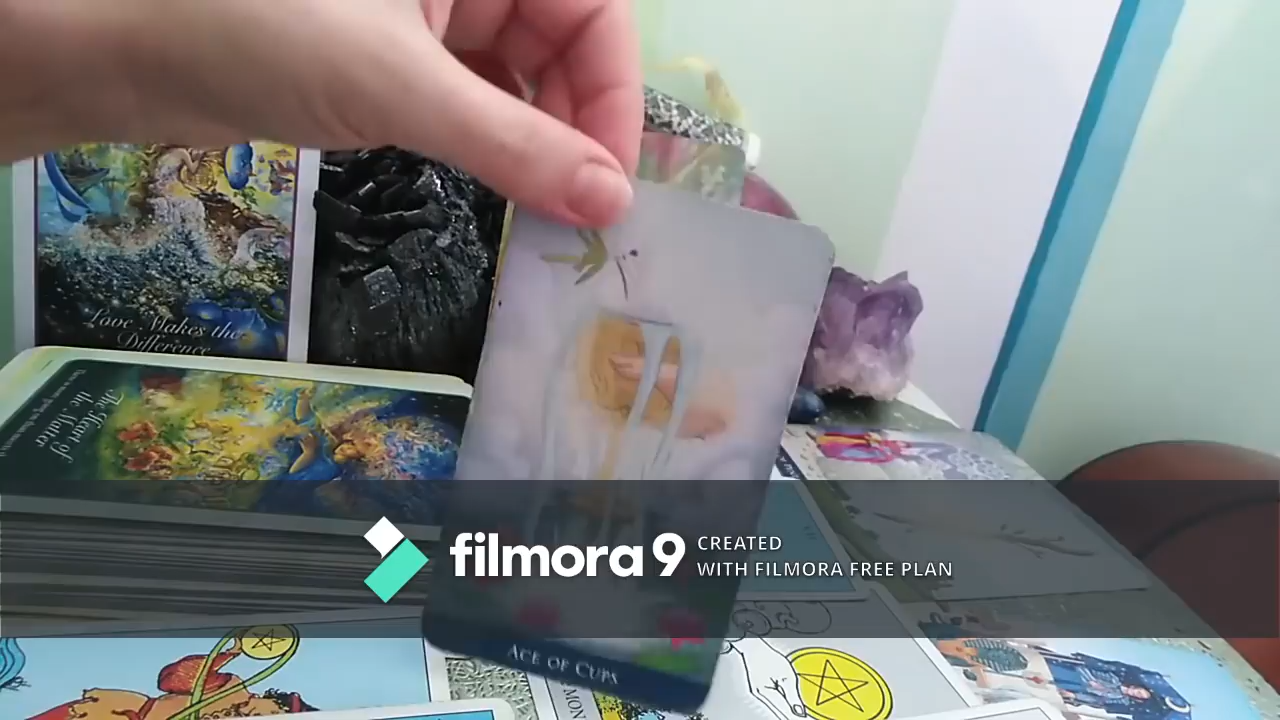 Love Makes the
Difference
The Heart of
the Matter
filmora9
CREATED
WITH FILMORA FREE PLAN
ACE OF CUPS